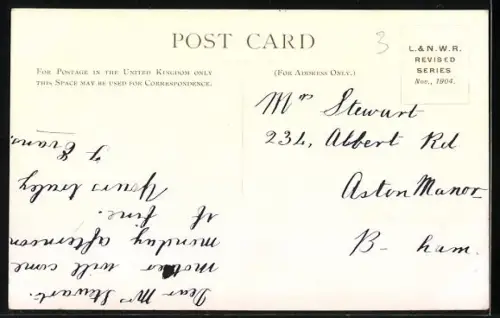 POST CARD
3
L. & N. W. R.
REVISED
SERIES
Nov., 1904.
FOR POSTAGE IN THE UNITED KINGDOM ONLY
THIS SPACE MAY BE USED FOR CORRESPONDENCE.
(FOR ADDRESS ONLY.)
Mrs Stewart
234, Albert Rd
Aston Manor
B-ham.
Dear Mrs Stewart.
mother will come
monday afternoon
if fine.
Yours truly
F Evans.